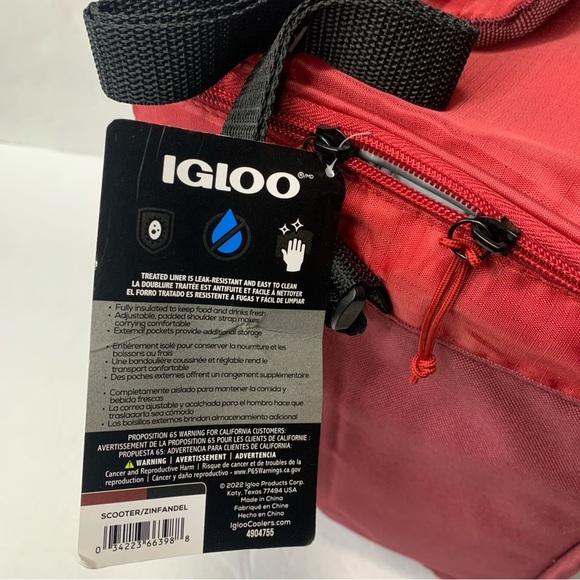 IGLOO ®/MD
TREATED LINER IS LEAK-RESISTANT AND EASY TO CLEAN
LA DOUBLURE TRAITÉE EST ANTIFUITE ET FACILE À NETTOYER
EL FORRO TRATADO ES RESISTENTE A FUGAS Y FÁCIL DE LIMPIAR
• Fully insulated to keep food and drinks fresh
• Adjustable, padded shoulder strap makes
carrying comfortable
• External pockets provide additional storage
• Entièrement isolé pour conserver la nourriture et les
boissons au frais
• Une bandoulière coussinée et réglable rend le
transport confortable
• Des poches externes offrent un rangement supplémentaire
• Completamente aislado para mantener la comida y
bebida frescas
• La correa ajustable y acalchada para el hombro hace que
trasladarla sea cómodo
• Los bolsillos externos brindan almacenamiento adicional
PROPOSITION 65 WARNING FOR CALIFORNIA CUSTOMERS:
AVERTISSEMENT DE LA PROPOSITION 65 POUR LES CLIENTS DE CALIFORNIE :
PROPUESTA 65: ADVERTENCIA PARA CLIENTES DE CALIFORNIA:
WARNING | AVERTISSEMENT | ADVERTENCIA
Cancer and Reproductive Harm | Risque de cancer et de troubles de la
reproduction | Cáncer y daño reproductivo - www.P65Warnings.ca.gov
© 2022 Igloo Products Corp.
Katy, Texas 77494 USA
Made in China
Fabriqué en Chine
Hecho en China
IglooCoolers.com
4904755
SCOOTER/ZINFANDEL
0 34223 66398 8